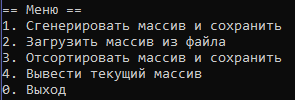 == Меню ==
1. Сгенерировать массив и сохранить
2. Загрузить массив из файла
3. Отсортировать массив и сохранить
4. Вывести текущий массив
0. Выход